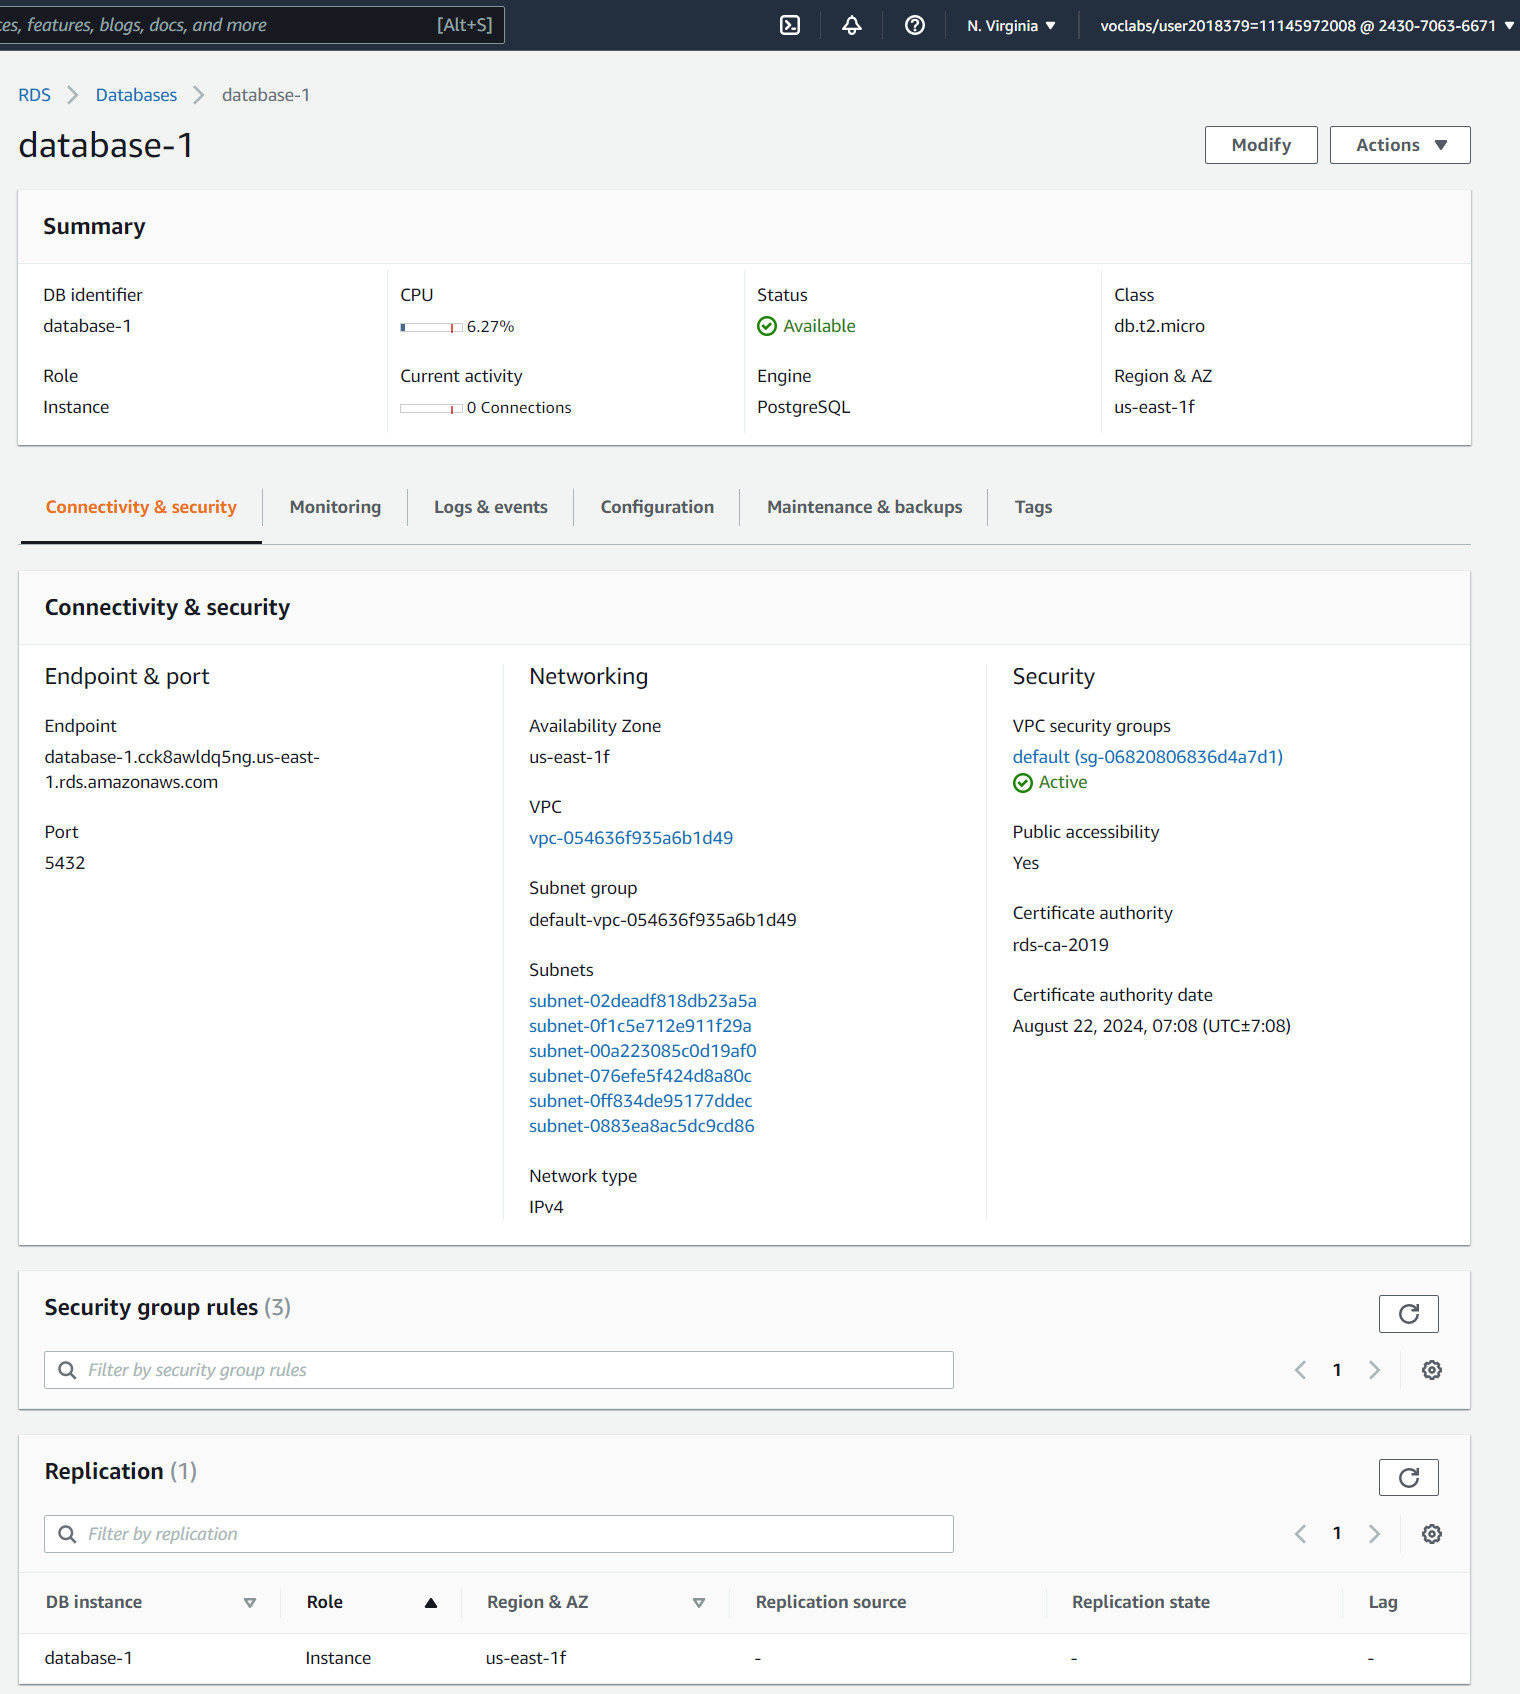 es, features, blogs, docs, and more [Alt+S] N. Virginia voclabs/user2018379=11145972008 @ 2430-7063-6671
RDS Databases database-1
database-1
Modify Actions
Summary
DB identifier CPU Status Class
database-1 6.27% Available db.t2.micro
Role Current activity Engine Region & AZ
Instance 0 Connections PostgreSQL us-east-1f
Connectivity & security Monitoring Logs & events Configuration Maintenance & backups Tags
Connectivity & security
Endpoint & port
Endpoint
database-1.cck8awldq5ng.us-east-
1.rds.amazonaws.com
Port
5432
Networking
Availability Zone
us-east-1f
VPC
vpc-054636f935a6b1d49
Subnet group
default-vpc-054636f935a6b1d49
Subnets
subnet-02deadf818db23a5a
subnet-0f1c5e712e911f29a
subnet-00a223085c0d19af0
subnet-076efe5f424d8a80c
subnet-0ff834de95177ddec
subnet-0883ea8ac5dc9cd86
Network type
IPv4
Security
VPC security groups
default (sg-06820806836d4a7d1)
Active
Public accessibility
Yes
Certificate authority
rds-ca-2019
Certificate authority date
August 22, 2024, 07:08 (UTC±7:08)
Security group rules (3)
Filter by security group rules 1
Replication (1)
Filter by replication 1
DB instance Role Region & AZ Replication source Replication state Lag
database-1 Instance us-east-1f - - -